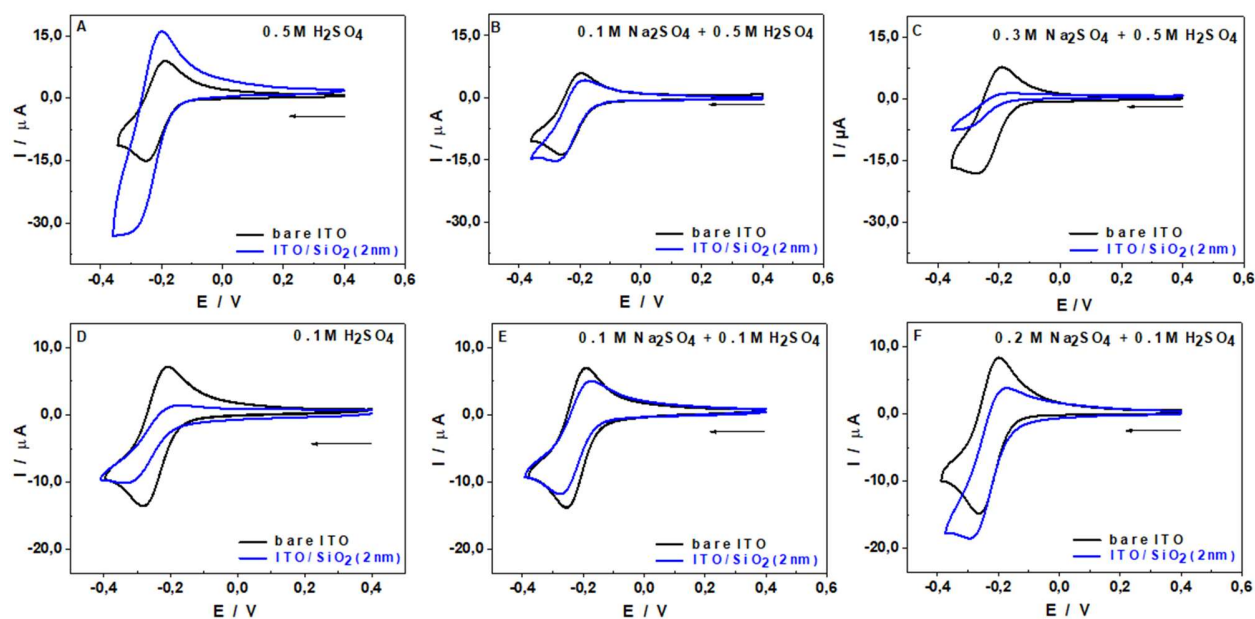 A
0.5M H₂SO₄
15,0
0,0
-15,0
-30,0
I / µA
bare ITO
ITO/SiO₂(2nm)
-0,4 -0,2 0,0 0,2 0,4 0,6
E / V
B
0.1M Na₂SO₄ + 0.5M H₂SO₄
15,0
0,0
-15,0
-30,0
I / µA
bare ITO
ITO/SiO₂(2nm)
-0,4 -0,2 0,0 0,2 0,4 0,6
E / V
C
0.3M Na₂SO₄ + 0.5M H₂SO₄
15,0
0,0
-15,0
-30,0
I /µA
bare ITO
ITO/SiO₂(2nm)
-0,4 -0,2 0,0 0,2 0,4 0,6
E / V
D
0.1M H₂SO₄
10,0
0,0
-10,0
-20,0
I / µA
bare ITO
ITO/SiO₂(2nm)
-0,4 -0,2 0,0 0,2 0,4
E / V
E
0.1M Na₂SO₄ + 0.1M H₂SO₄
10,0
0,0
-10,0
-20,0
I / µA
bare ITO
ITO/SiO₂(2nm)
-0,4 -0,2 0,0 0,2 0,4
E / V
F
0.2M Na₂SO₄ + 0.1M H₂SO₄
10,0
0,0
-10,0
-20,0
I / µA
bare ITO
ITO/SiO₂(2nm)
-0,4 -0,2 0,0 0,2 0,4 0,6
E / V